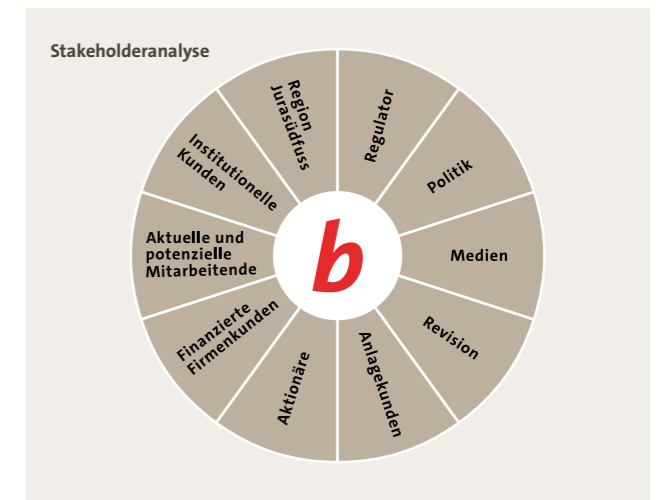 Stakeholderanalyse
Regulator
Politik
Medien
Revision
Anlagekunden
Aktionäre
Finanzierte
Firmenkunden
Aktuelle und
potenzielle
Mitarbeitende
Institutionelle
Kunden
Region
Jurasüdfuss
b